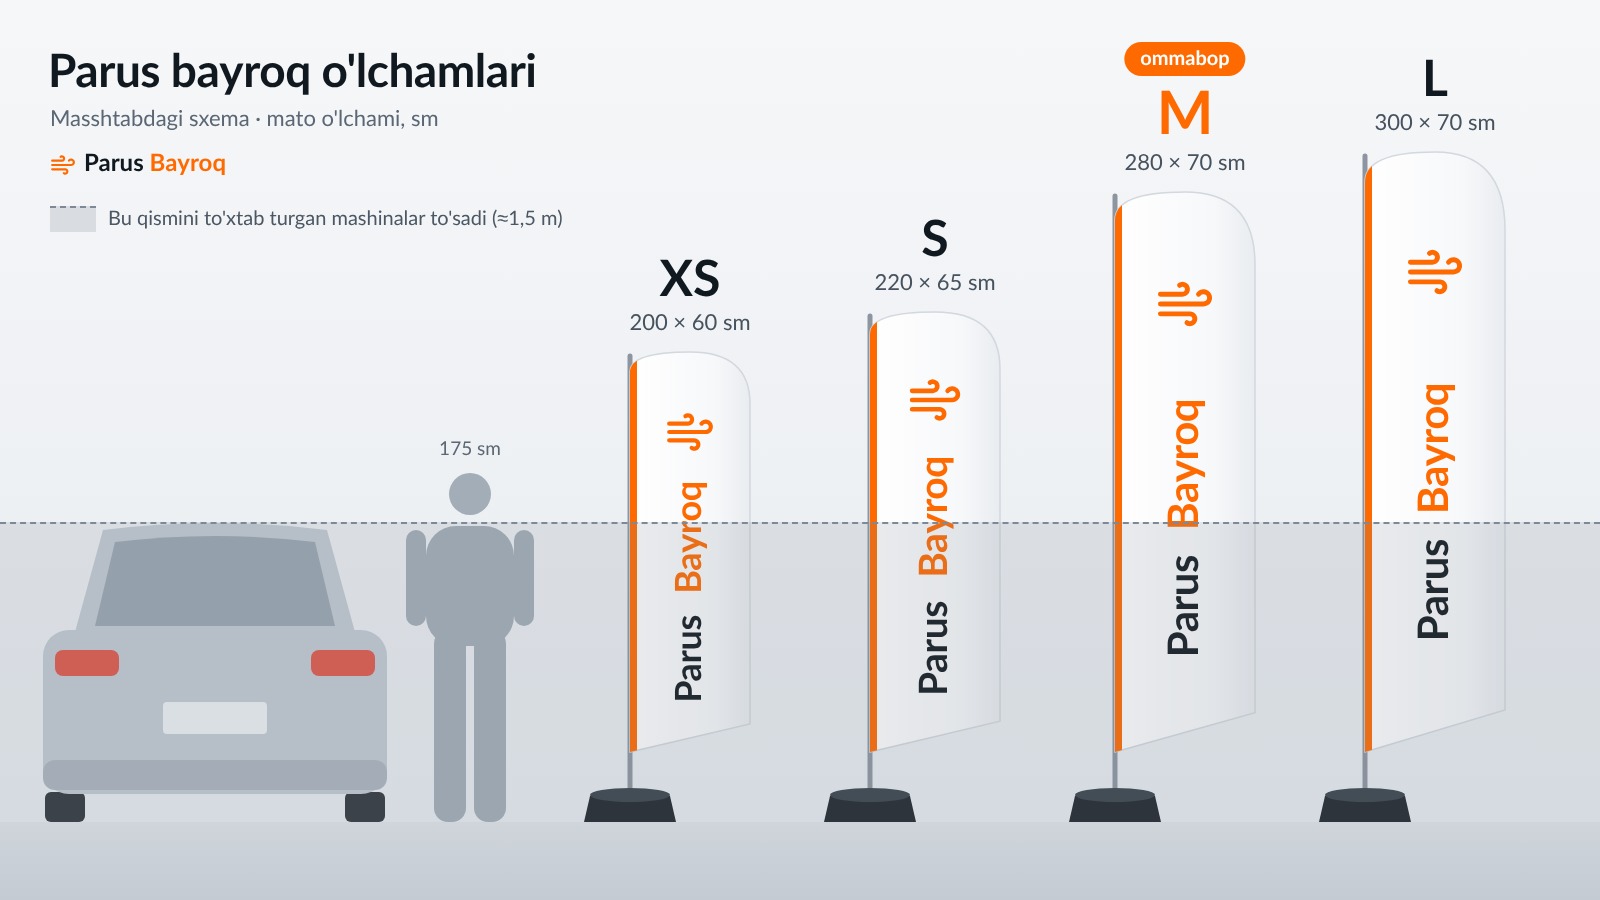 Parus bayroq o'lchamlari
Masshtabdagi sxema · mato o'lchami, sm
Parus Bayroq
Bu qismini to'xtab turgan mashinalar to'sadi (≈1,5 m)
175 sm
XS
200 × 60 sm
Parus Bayroq
S
220 × 65 sm
Parus Bayroq
ommabop
M
280 × 70 sm
Parus Bayroq
L
300 × 70 sm
Parus Bayroq